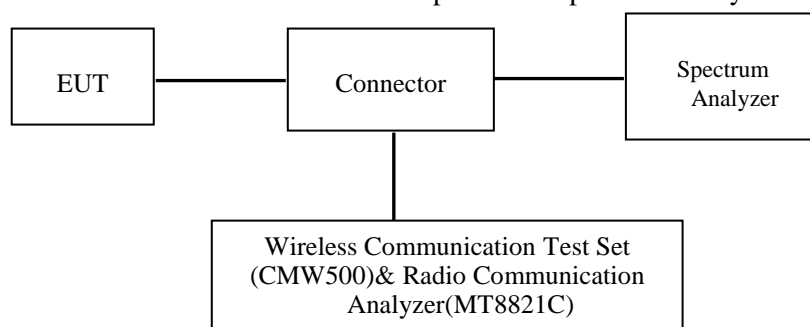 EUT
Connector
Spectrum
Analyzer
Wireless Communication Test Set
(CMW500)& Radio Communication
Analyzer(MT8821C)